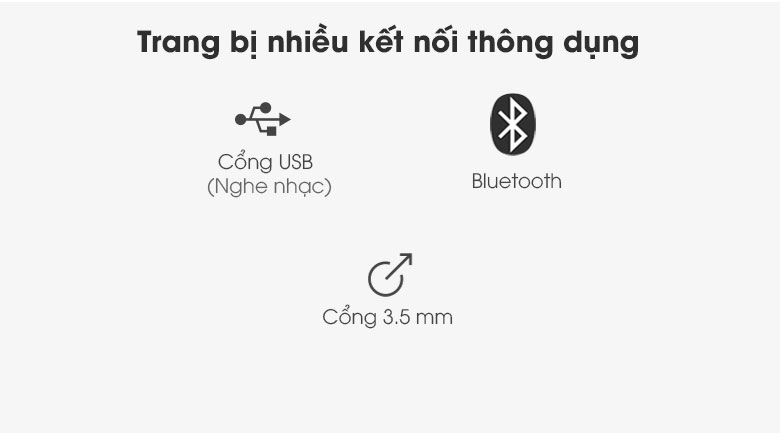 Trang bị nhiều kết nối thông dụng
Cổng USB
(Nghe nhạc)
Bluetooth
Cổng 3.5 mm